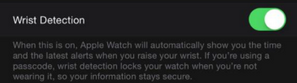 Wrist Detection
When this is on, Apple Watch will automatically show you the time
and the latest alerts when you raise your wrist. If you're using a
passcode, wrist detection locks your watch when you're not
wearing it, so your information stays secure.